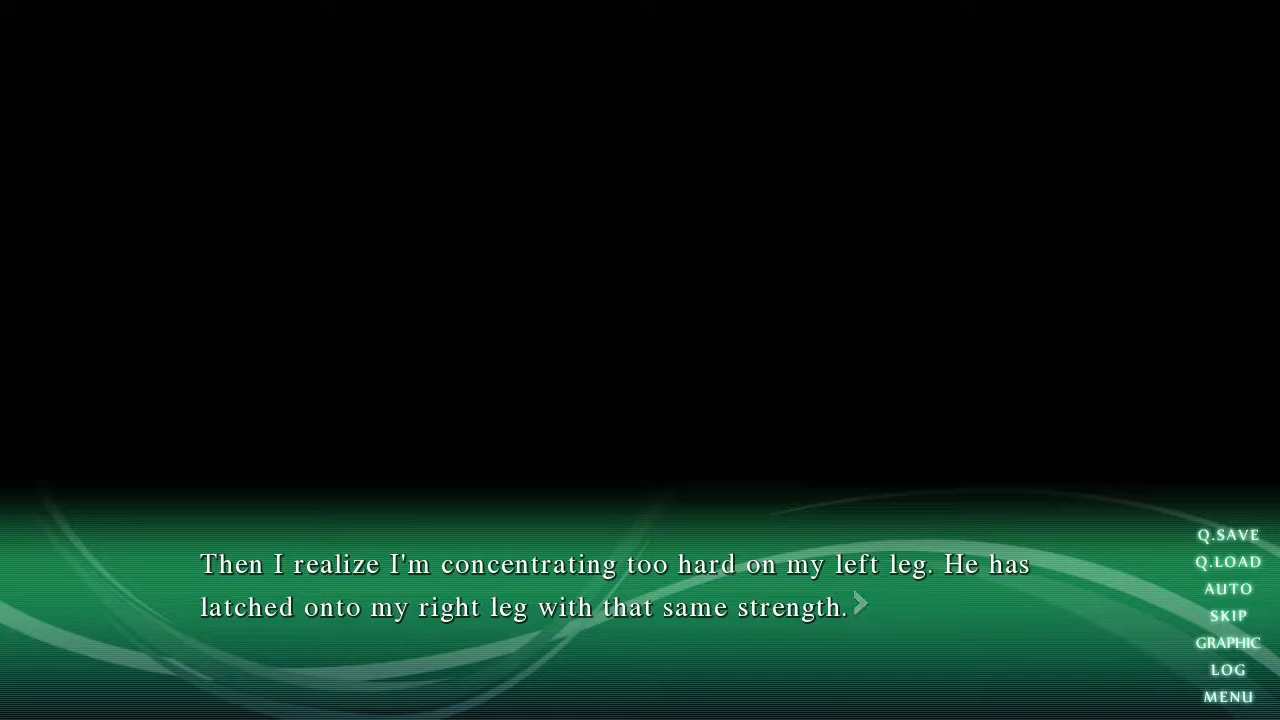 Then I realize I'm concentrating too hard on my left leg. He has
latched onto my right leg with that same strength.
Q.SAVE
Q.LOAD
AUTO
SKIP
GRAPHIC
LOG
MENU